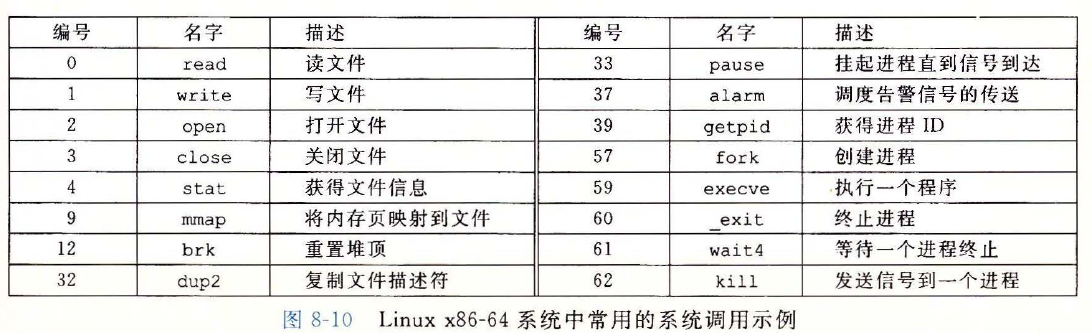 编号 名字 描述 编号 名字 描述
0 read 读文件 33 pause 挂起进程直到信号到达
1 write 写文件 37 alarm 调度告警信号的传送
2 open 打开文件 39 getpid 获得进程 ID
3 close 关闭文件 57 fork 创建进程
4 stat 获得文件信息 59 execve 执行一个程序
9 mmap 将内存页映射到文件 60 _exit 终止进程
12 brk 重置堆顶 61 wait4 等待一个进程终止
32 dup2 复制文件描述符 62 kill 发送信号到一个进程
图 8-10 Linux x86-64 系统中常用的系统调用示例